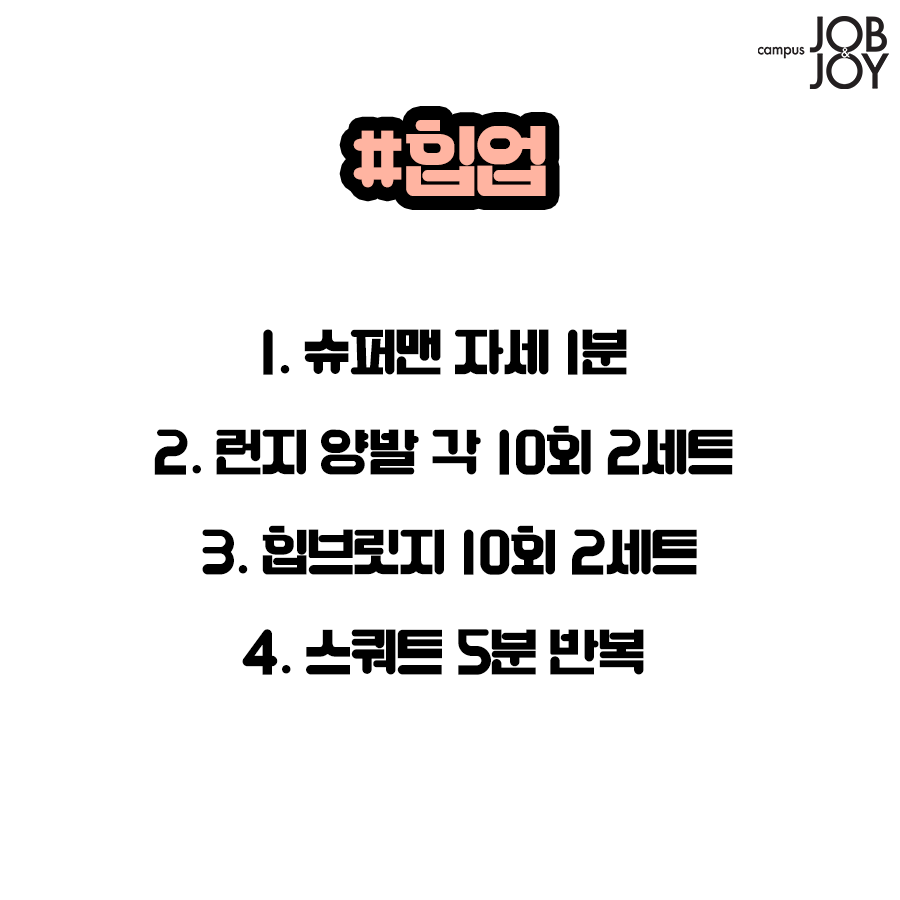 campus JOB & JOY
#힙업
1. 슈퍼맨 자세 1분
2. 런지 양발 각 10회 2세트
3. 힙브릿지 10회 2세트
4. 스쿼트 5분 반복